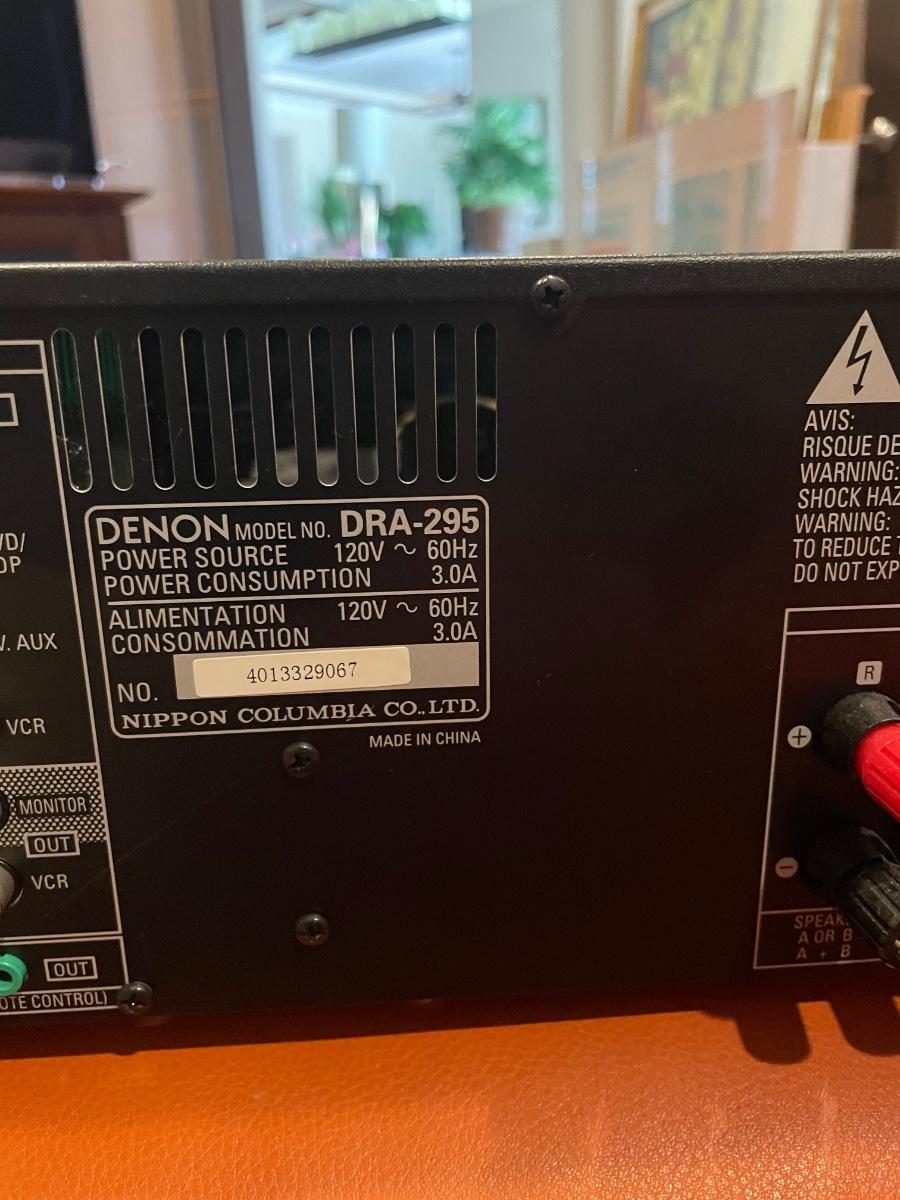 DENON MODEL NO. DRA-295
POWER SOURCE 120V ~ 60Hz
POWER CONSUMPTION 3.0A
ALIMENTATION 120V ~ 60Hz
CONSOMMATION 3.0A
NO. 4013329067
NIPPON COLUMBIA CO., LTD.
MADE IN CHINA
AUX
VCR
MONITOR
OUT
VCR
OUT
CONTROL)
AVIS:
RISQUE DE
WARNING:
SHOCK
WARNING:
TO REDUCE
DO NOT
R
+
−
A OR B
A + B